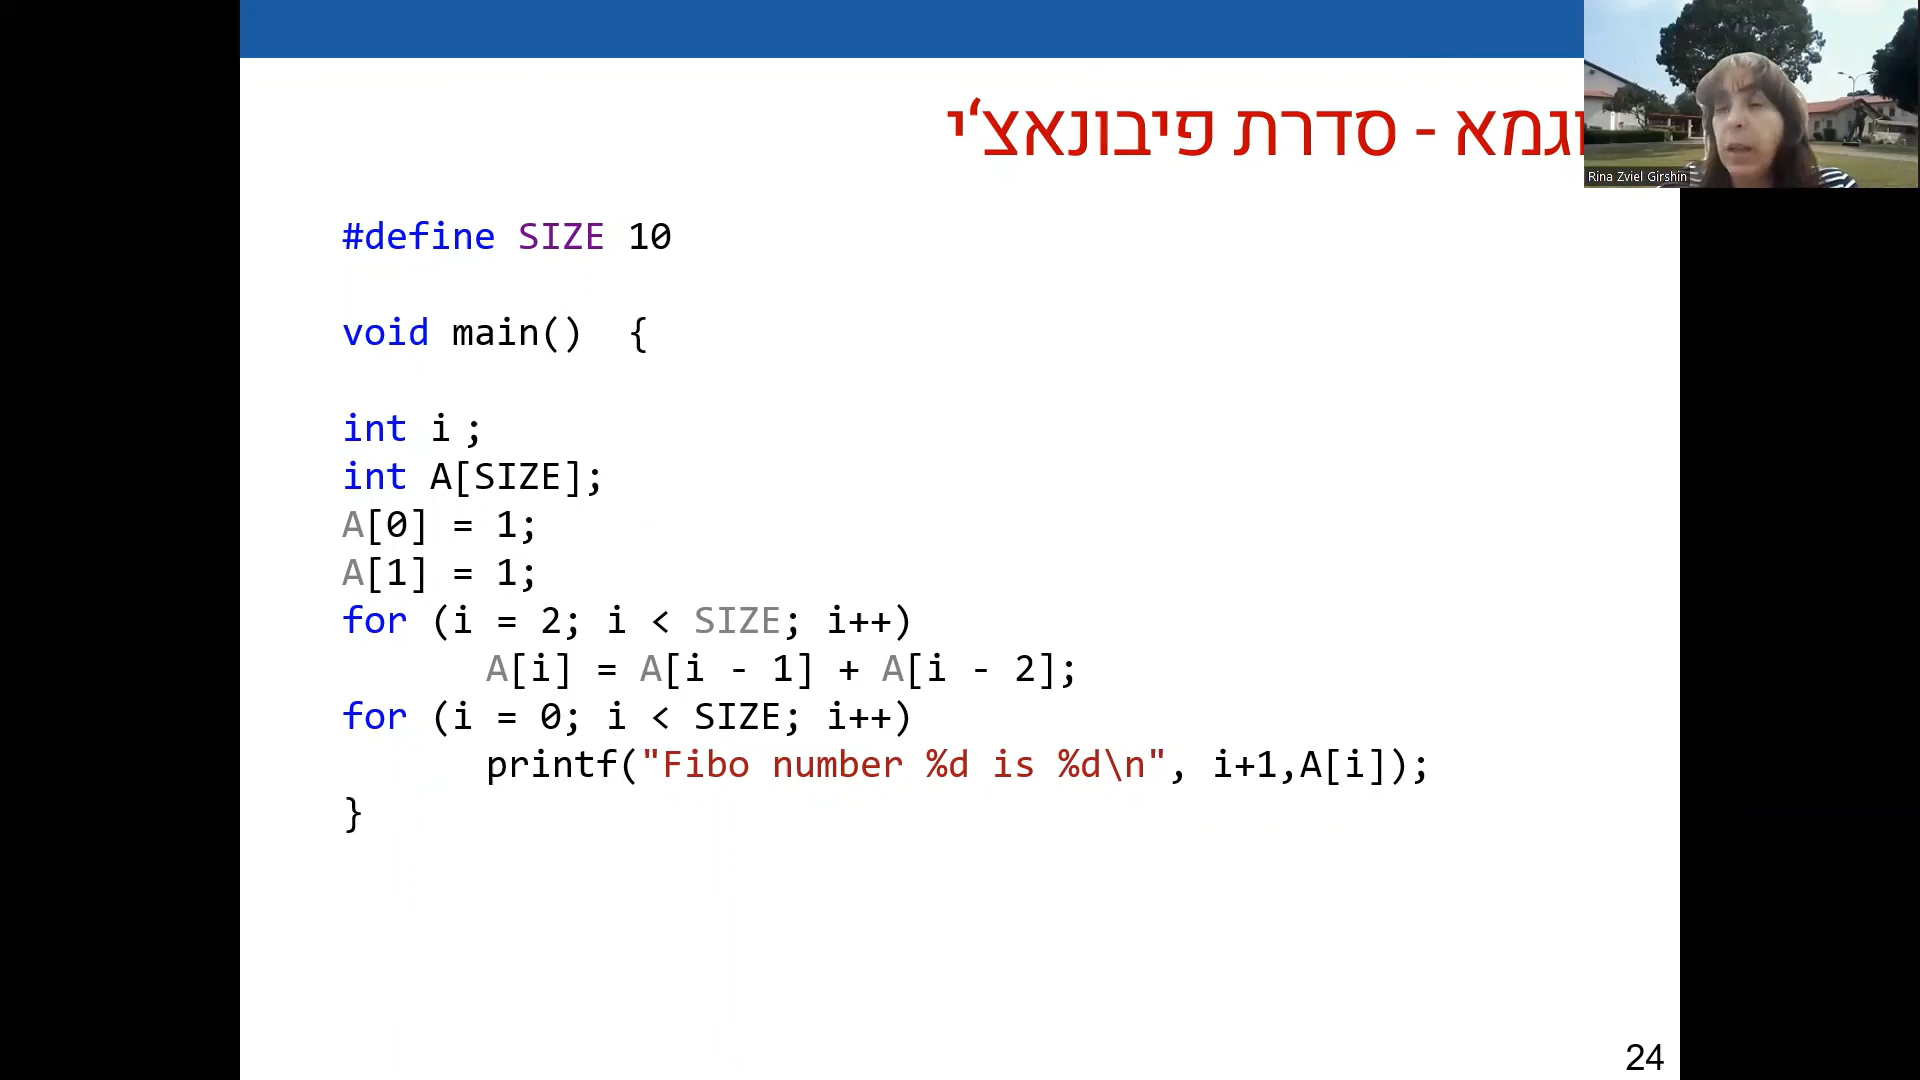 וגמא - סדרת פיבונאצ'י
Rina Zviel Girshin
#define SIZE 10
void main()  {
int i ;
int A[SIZE];
A[0] = 1;
A[1] = 1;
for (i = 2; i < SIZE; i++)
A[i] = A[i - 1] + A[i - 2];
for (i = 0; i < SIZE; i++)
printf("Fibo number %d is %d\n", i+1,A[i]);
}
24